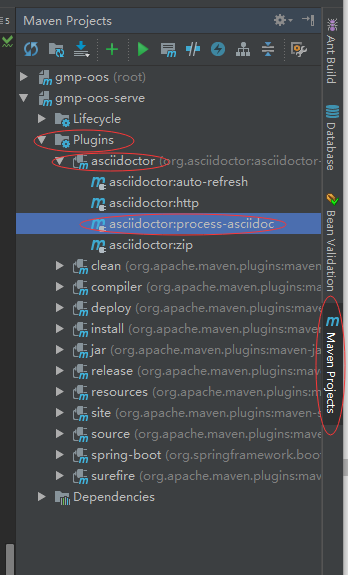 s
Maven Projects
gmp-oos (root)
gmp-oos-serve
Lifecycle
Plugins
asciidoctor (org.asciidoctor:asciidoctor-
asciidoctor:auto-refresh
asciidoctor:http
asciidoctor:process-asciidoc
asciidoctor:zip
clean (org.apache.maven.plugins:maven
compiler (org.apache.maven.plugins:ma
deploy (org.apache.maven.plugins:mave
install (org.apache.maven.plugins:mave
jar (org.apache.maven.plugins:maven-ja
release (org.apache.maven.plugins:mave
resources (org.apache.maven.plugins:m
site (org.apache.maven.plugins:maven-s
source (org.apache.maven.plugins:mave
spring-boot (org.springframework.boot
surefire (org.apache.maven.plugins:mav
Dependencies
Ant Build
Database
Bean Validation
Maven Projects